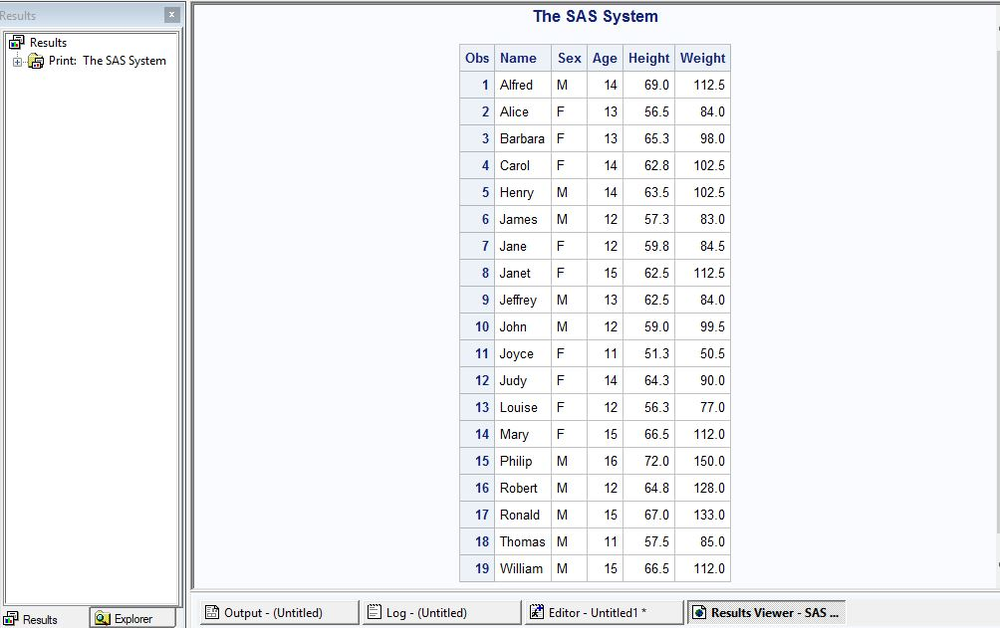 Results
Results
Print: The SAS System
The SAS System
Obs Name Sex Age Height Weight
1 Alfred M 14 69.0 112.5
2 Alice F 13 56.5 84.0
3 Barbara F 13 65.3 98.0
4 Carol F 14 62.8 102.5
5 Henry M 14 63.5 102.5
6 James M 12 57.3 83.0
7 Jane F 12 59.8 84.5
8 Janet F 15 62.5 112.5
9 Jeffrey M 13 62.5 84.0
10 John M 12 59.0 99.5
11 Joyce F 11 51.3 50.5
12 Judy F 14 64.3 90.0
13 Louise F 12 56.3 77.0
14 Mary F 15 66.5 112.0
15 Philip M 16 72.0 150.0
16 Robert M 12 64.8 128.0
17 Ronald M 15 67.0 133.0
18 Thomas M 11 57.5 85.0
19 William M 15 66.5 112.0
Results Explorer
Output - (Untitled) Log - (Untitled) Editor - Untitled1 * Results Viewer - SAS ...